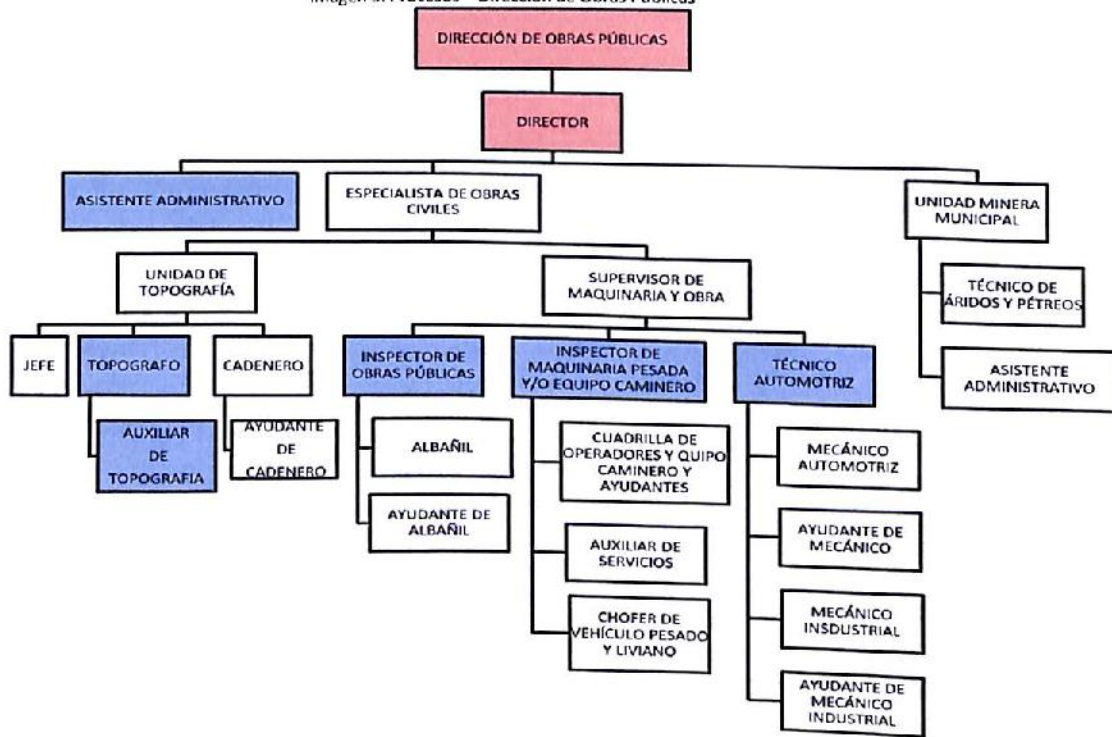 DIRECCIÓN DE OBRAS PÚBLICAS
DIRECTOR
ASISTENTE ADMINISTRATIVO
ESPECIALISTA DE OBRAS
CIVILES
UNIDAD MINERA
MUNICIPAL
UNIDAD DE
TOPOGRAFÍA
SUPERVISOR DE
MAQUINARIA Y OBRA
TÉCNICO DE
ÁRIDOS Y PÉTREOS
ASISTENTE
ADMINISTRATIVO
JEFE
TOPOGRAFO
CADENERO
INSPECTOR DE
OBRAS PÚBLICAS
INSPECTOR DE
MAQUINARIA PESADA
Y/O EQUIPO CAMINERO
TÉCNICO
AUTOMOTRIZ
AUXILIAR
DE
TOPOGRAFIA
AYUDANTE
DE
CADENERO
ALBAÑIL
AYUDANTE DE
ALBAÑIL
CUADRILLA DE
OPERADORES Y QUIPO
CAMINERO Y
AYUDANTES
AUXILIAR DE
SERVICIOS
CHOFER DE
VEHÍCULO PESADO
Y LIVIANO
MECÁNICO
AUTOMOTRIZ
AYUDANTE DE
MECÁNICO
MECÁNICO
INSDUSTRIAL
AYUDANTE DE
MECÁNICO
INDUSTRIAL